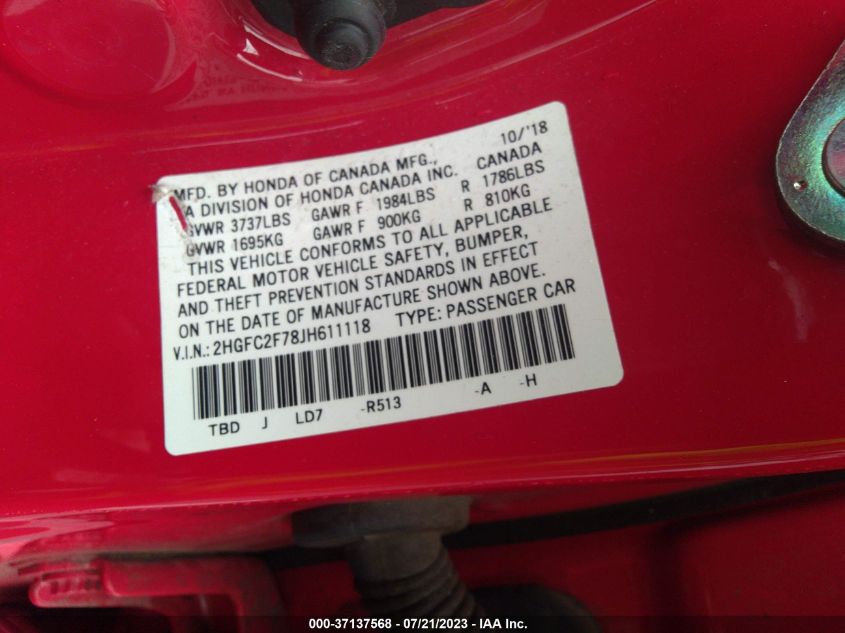 10/'18
MFD. BY HONDA OF CANADA MFG.,
A DIVISION OF HONDA CANADA INC. CANADA
GVWR 3737LBS GAWR F 1984LBS R 1786LBS
GVWR 1695KG GAWR F 900KG R 810KG
THIS VEHICLE CONFORMS TO ALL APPLICABLE
FEDERAL MOTOR VEHICLE SAFETY, BUMPER,
AND THEFT PREVENTION STANDARDS IN EFFECT
ON THE DATE OF MANUFACTURE SHOWN ABOVE.
V.I.N.: 2HGFC2F78JH611118 TYPE: PASSENGER CAR
TBD J LD7 -R513 -A -H
000-37137568 / 07/21/2023 / IAA Inc.